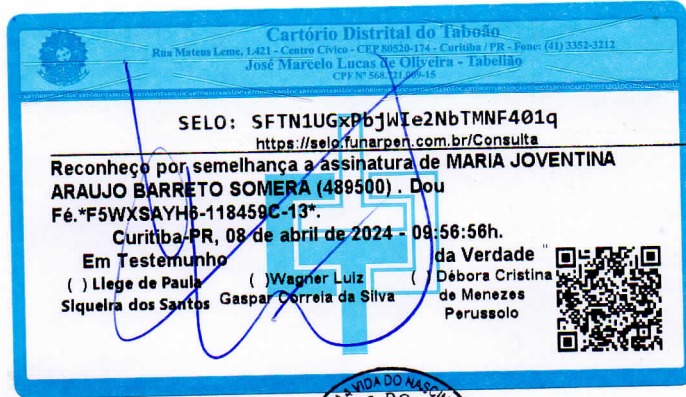 Cartório Distrital do Taboão
Rua Mateus Leme, 1.421 - Centro Cívico - CEP 80520-174 - Curitiba / PR - Fone: (41) 3352-3212
José Marcelo Lucas de Oliveira - Tabelião
CPF Nº
SELO: SFTN1UGxPbjWIe2NbTMNF401q
https://selo.funarpen.com.br/Consulta
Reconheço por semelhança a assinatura de MARIA JOVENTINA
ARAUJO BARRETO SOMERA (489500) . Dou
Fé.*F5WXSAYH6-118459C-13*.
Curitiba-PR, 08 de abril de 2024 - 09:56:56h.
Em Testemunho da Verdade
( ) Liege de Paula ( )Wagner Luiz ( ) Débora Cristina
Siqueira dos Santos Gaspar Correia da Silva de Menezes
Perussolo
VIDA DO